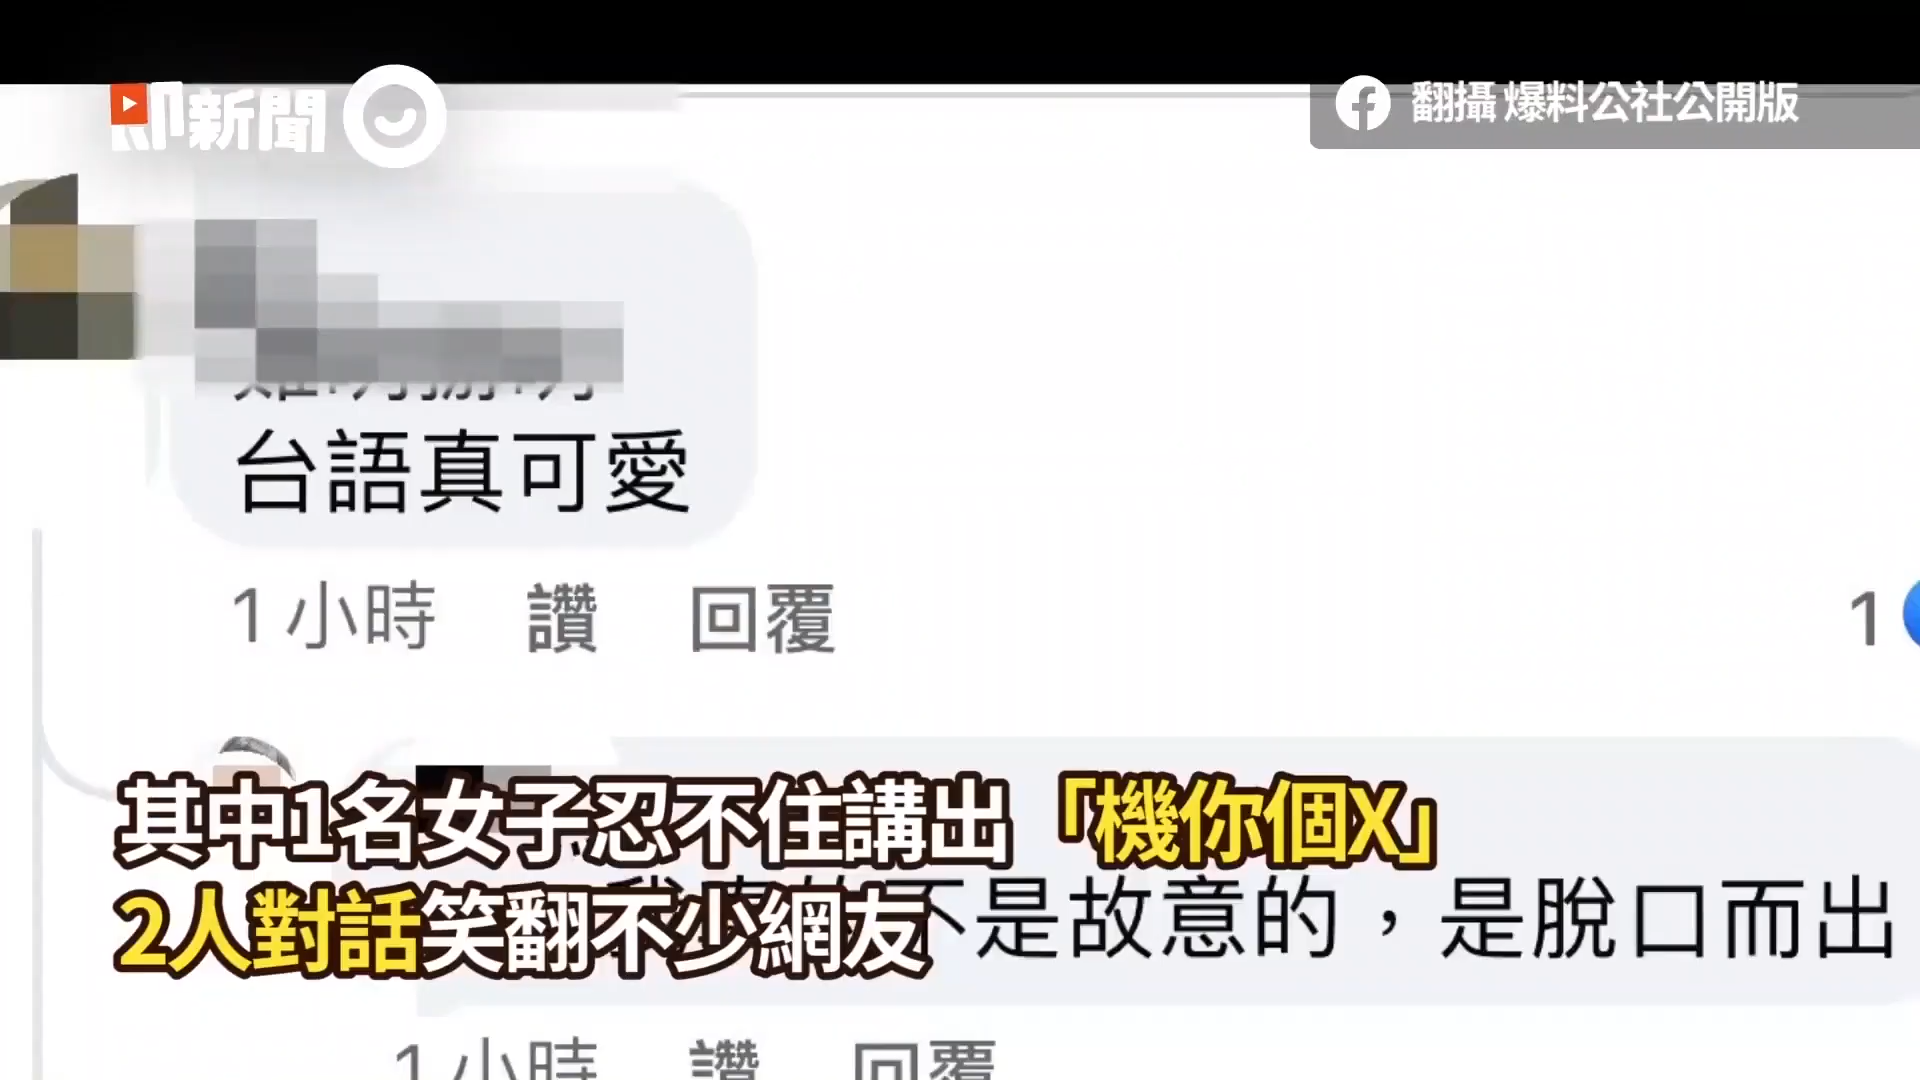 即新聞
翻攝 爆料公社公開版
台語真可愛
1 小時 讚 回覆
1
其中1名女子忍不住講出「機你個X」
不是故意的，是脫口而出
2人對話笑翻不少網友
1 小時 讚 回覆